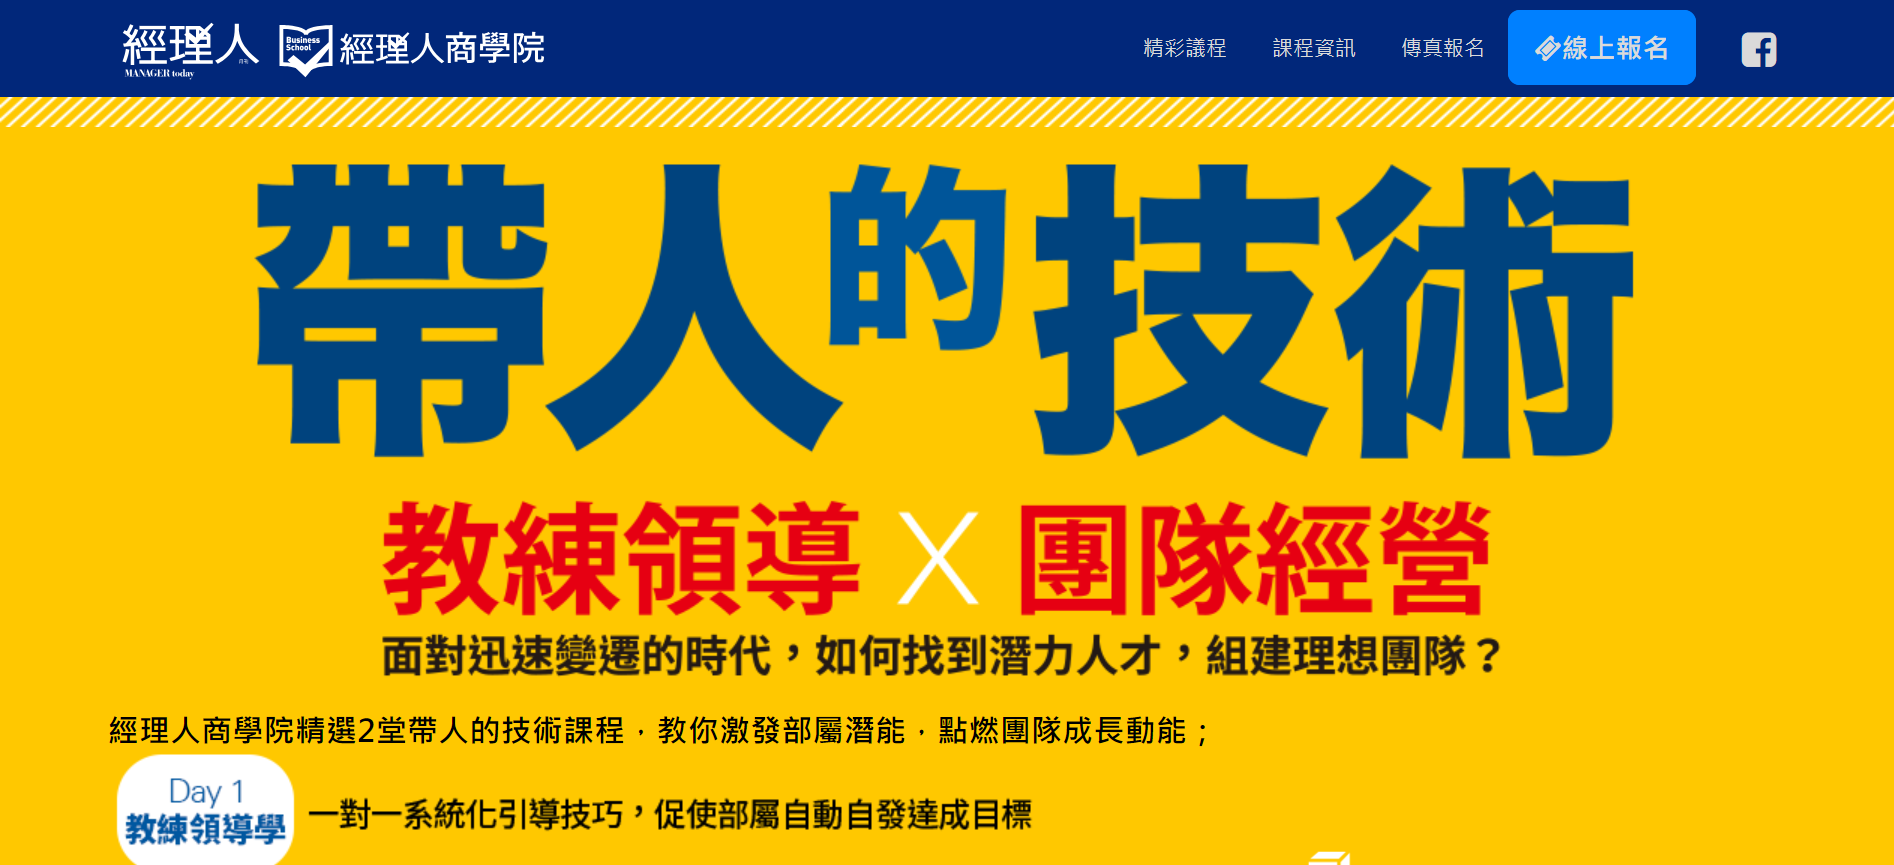 經理人
月刊
MANAGER today
Business School
經理人商學院
精彩議程
課程資訊
傳真報名
線上報名
帶人的技術
教練領導 X 團隊經營
面對迅速變遷的時代，如何找到潛力人才，組建理想團隊？
經理人商學院精選2堂帶人的技術課程，教你激發部屬潛能，點燃團隊成長動能；
Day 1
教練領導學
一對一系統化引導技巧，促使部屬自動自發達成目標